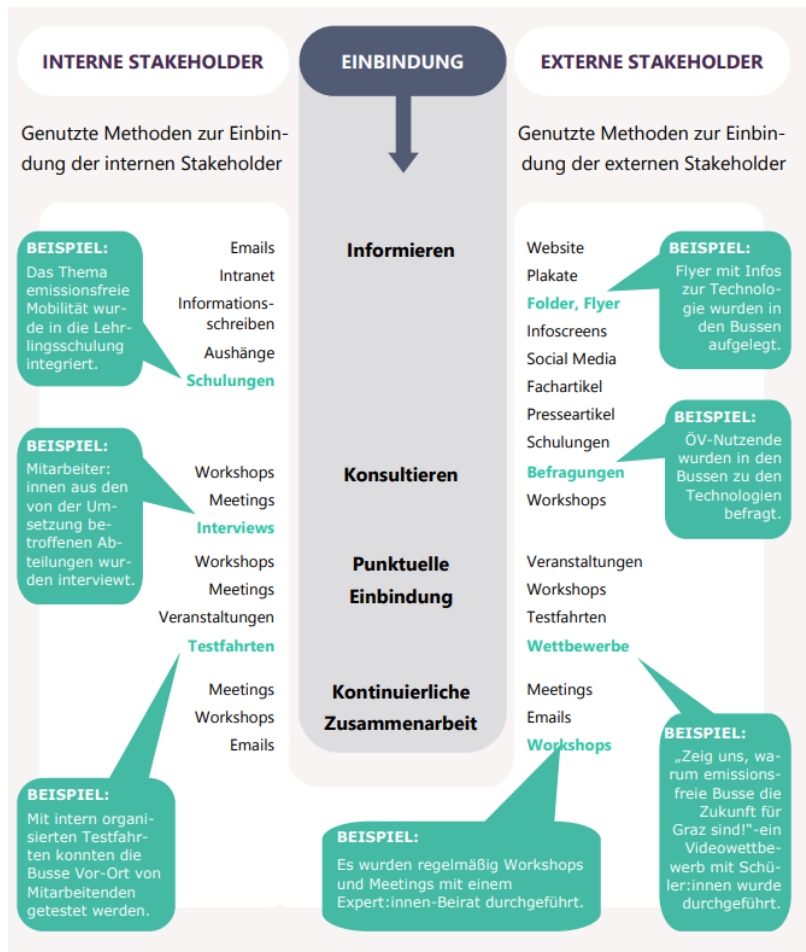 INTERNE STAKEHOLDER
EINBINDUNG
EXTERNE STAKEHOLDER
Genutzte Methoden zur Einbin-
dung der internen Stakeholder
Genutzte Methoden zur Einbin-
dung der externen Stakeholder
BEISPIEL:
Das Thema
emissionsfreie
Mobilität wur-
de in die Lehr-
lingsschulung
integriert.
Emails
Intranet
Informations-
schreiben
Aushänge
Schulungen
Informieren
Website
Plakate
Folder, Flyer
Infoscreens
Social Media
Fachartikel
Presseartikel
Schulungen
BEISPIEL:
Flyer mit Infos
zur Technolo-
gie wurden in
den Bussen
aufgelegt.
BEISPIEL:
Mitarbeiter:
innen aus den
von der Um-
setzung be-
troffenen Ab-
teilungen wur-
den interviewt.
Workshops
Meetings
Interviews
Konsultieren
Befragungen
Workshops
BEISPIEL:
ÖV-Nutzende
wurden in den
Bussen zu den
Technologien
befragt.
Workshops
Meetings
Veranstaltungen
Testfahrten
Punktuelle
Einbindung
Veranstaltungen
Workshops
Testfahrten
Wettbewerbe
Meetings
Workshops
Emails
Kontinuierliche
Zusammenarbeit
Meetings
Emails
Workshops
BEISPIEL:
Mit intern organi-
sierten Testfahr-
ten konnten die
Busse Vor-Ort von
Mitarbeitenden
getestet werden.
BEISPIEL:
Es wurden regelmäßig Workshops
und Meetings mit einem
Expert:innen-Beirat durchgeführt.
BEISPIEL:
„Zeig uns, wa-
rum emissions-
freie Busse die
Zukunft für
Graz sind!“-ein
Videowettbe-
werb mit Schü-
ler:innen wurde
durchgeführt.